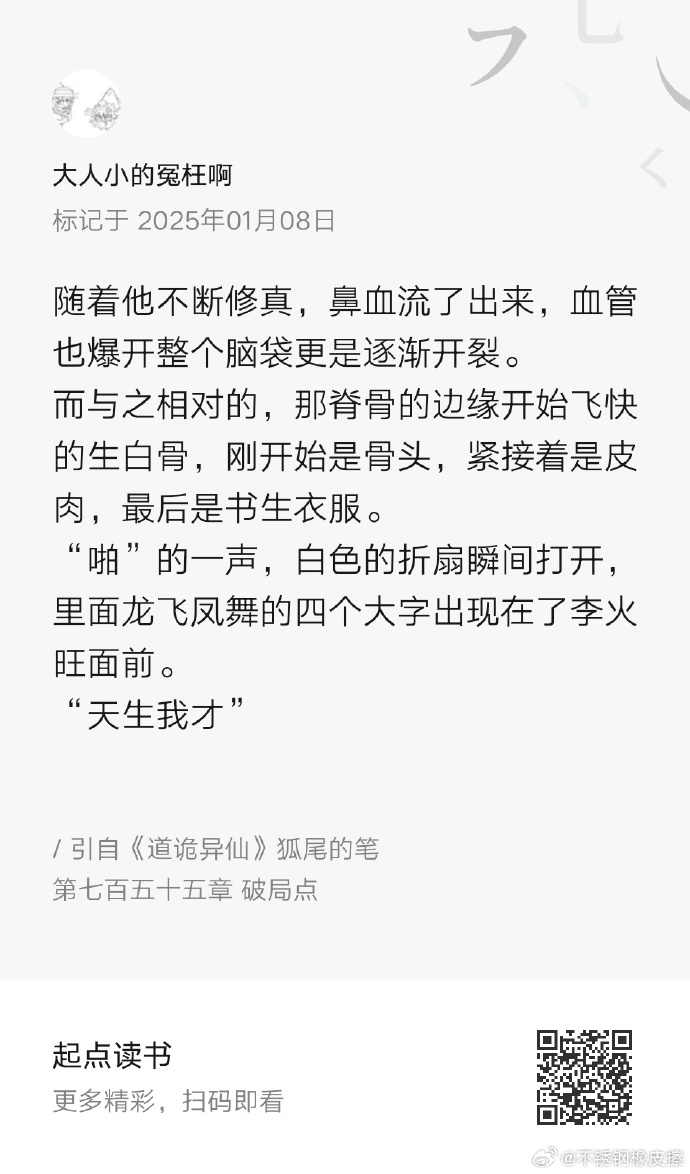 大人小的冤枉啊
标记于 2025年01月08日
随着他不断修真，鼻血流了出来，血管
也爆开整个脑袋更是逐渐开裂。
而与之相对的，那脊骨的边缘开始飞快
的生白骨，刚开始是骨头，紧接着是皮
肉，最后是书生衣服。
“啪”的一声，白色的折扇瞬间打开，
里面龙飞凤舞的四个大字出现在了李火
旺面前。
“天生我才”
/ 引自《道诡异仙》狐尾的笔
第七百五十五章 破局点
起点读书
更多精彩，扫码即看
@不锈钢橡皮擦